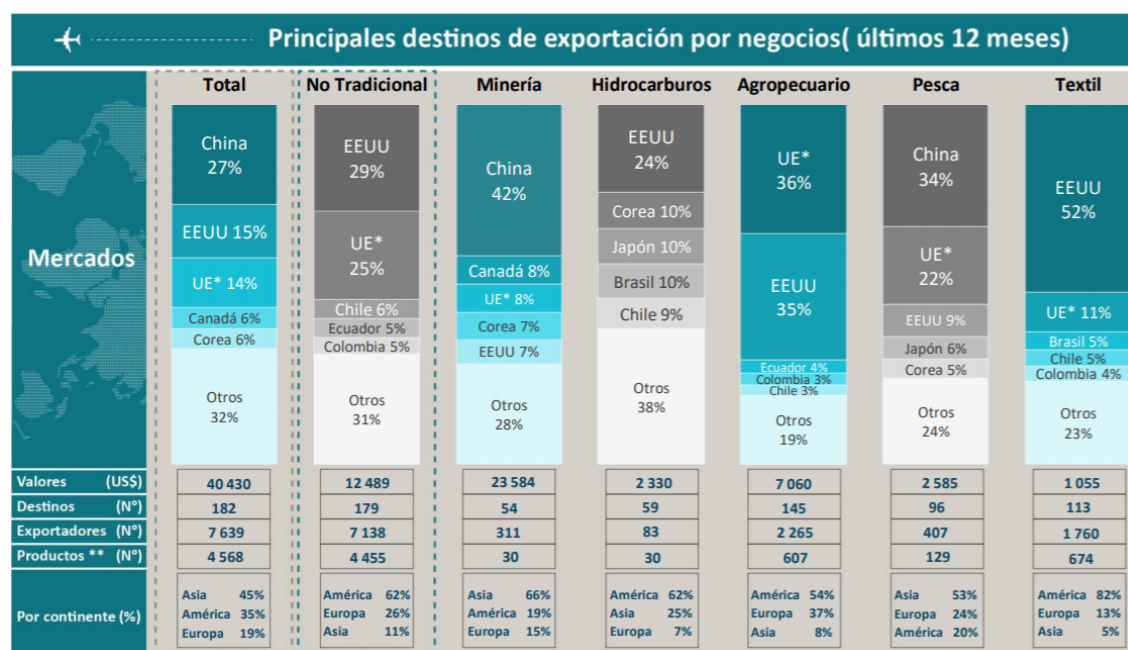 Principales destinos de exportación por negocios( últimos 12 meses)
Total
No Tradicional
Minería
Hidrocarburos
Agropecuario
Pesca
Textil
Mercados
China
27%
EEUU 15%
UE* 14%
Canadá 6%
Corea 6%
Otros
32%
EEUU
29%
UE*
25%
Chile 6%
Ecuador 5%
Colombia 5%
Otros
31%
China
42%
Canadá 8%
UE* 8%
Corea 7%
EEUU 7%
Otros
28%
EEUU
24%
Corea 10%
Japón 10%
Brasil 10%
Chile 9%
Otros
38%
UE*
36%
EEUU
35%
Ecuador 4%
Colombia 3%
Chile 3%
Otros
19%
China
34%
UE*
22%
EEUU 9%
Japón 6%
Corea 5%
Otros
24%
EEUU
52%
UE* 11%
Brasil 5%
Chile 5%
Colombia 4%
Otros
23%
Valores (US$) 40 430 12 489 23 584 2 330 7 060 2 585 1 055
Destinos (N°) 182 179 54 59 145 96 113
Exportadores (N°) 7 639 7 138 311 83 2 265 407 1 760
Productos ** (N°) 4 568 4 455 30 30 607 129 674
Por continente (%)
Asia 45%
América 35%
Europa 19%
América 62%
Europa 26%
Asia 11%
Asia 66%
América 19%
Europa 15%
América 62%
Asia 25%
Europa 7%
América 54%
Europa 37%
Asia 8%
Asia 53%
Europa 24%
América 20%
América 82%
Europa 13%
Asia 5%